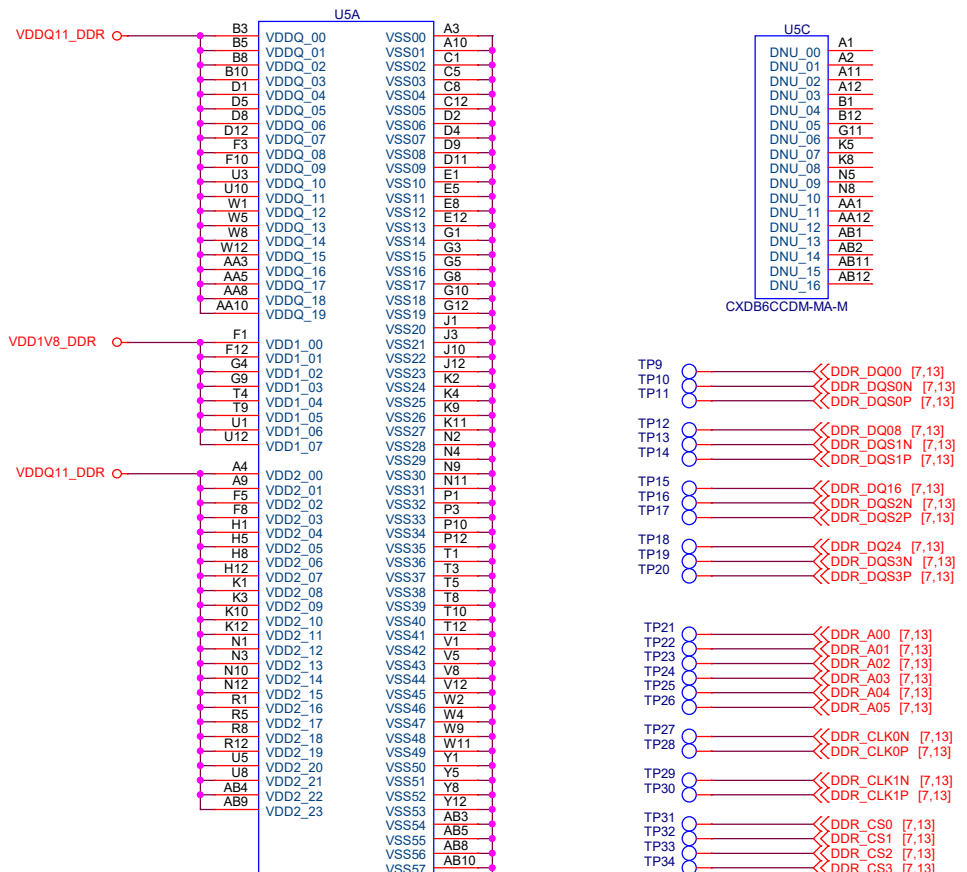 U5A
VDDQ11_DDR
B3 VDDQ_00 VSS00 A3
B5 VDDQ_01 VSS01 A10
B8 VDDQ_02 VSS02 C1
B10 VDDQ_03 VSS03 C5
D1 VDDQ_04 VSS04 C8
D5 VDDQ_05 VSS05 C12
D8 VDDQ_06 VSS06 D2
D12 VDDQ_07 VSS07 D4
F3 VDDQ_08 VSS08 D9
F10 VDDQ_09 VSS09 D11
U3 VDDQ_10 VSS10 E1
U10 VDDQ_11 VSS11 E5
W1 VDDQ_12 VSS12 E8
W5 VDDQ_13 VSS13 E12
W8 VDDQ_14 VSS14 G1
W12 VDDQ_15 VSS15 G3
AA3 VDDQ_16 VSS16 G5
AA5 VDDQ_17 VSS17 G8
AA8 VDDQ_18 VSS18 G10
AA10 VDDQ_19 VSS19 G12
VSS20 J1
VDD1V8_DDR
F1 VDD1_00 VSS21 J3
F12 VDD1_01 VSS22 J10
G4 VDD1_02 VSS23 J12
G9 VDD1_03 VSS24 K2
T4 VDD1_04 VSS25 K4
T9 VDD1_05 VSS26 K9
U1 VDD1_06 VSS27 K11
U12 VDD1_07 VSS28 N2
VSS29 N4
VDDQ11_DDR
A4 VDD2_00 VSS30 N9
A9 VDD2_01 VSS31 N11
F5 VDD2_02 VSS32 P1
F8 VDD2_03 VSS33 P3
H1 VDD2_04 VSS34 P10
H5 VDD2_05 VSS35 P12
H8 VDD2_06 VSS36 T1
H12 VDD2_07 VSS37 T3
K1 VDD2_08 VSS38 T5
K3 VDD2_09 VSS39 T8
K10 VDD2_10 VSS40 T10
K12 VDD2_11 VSS41 T12
N1 VDD2_12 VSS42 V1
N3 VDD2_13 VSS43 V5
N10 VDD2_14 VSS44 V8
N12 VDD2_15 VSS45 V12
R1 VDD2_16 VSS46 W2
R5 VDD2_17 VSS47 W4
R8 VDD2_18 VSS48 W9
R12 VDD2_19 VSS49 W11
U5 VDD2_20 VSS50 Y1
U8 VDD2_21 VSS51 Y5
AB4 VDD2_22 VSS52 Y8
AB9 VDD2_23 VSS53 Y12
VSS54 AB3
VSS55 AB5
VSS56 AB8
VSS57 AB10
U5C
DNU_00 A1
DNU_01 A2
DNU_02 A11
DNU_03 A12
DNU_04 B1
DNU_05 B12
DNU_06 G11
DNU_07 K5
DNU_08 K8
DNU_09 N5
DNU_10 N8
DNU_11 AA1
DNU_12 AA12
DNU_13 AB1
DNU_14 AB2
DNU_15 AB11
DNU_16 AB12
CXDB6CCDM-MA-M
TP9 DDR_DQ00 [7,13]
TP10 DDR_DQS0N [7,13]
TP11 DDR_DQS0P [7,13]
TP12 DDR_DQ08 [7,13]
TP13 DDR_DQS1N [7,13]
TP14 DDR_DQS1P [7,13]
TP15 DDR_DQ16 [7,13]
TP16 DDR_DQS2N [7,13]
TP17 DDR_DQS2P [7,13]
TP18 DDR_DQ24 [7,13]
TP19 DDR_DQS3N [7,13]
TP20 DDR_DQS3P [7,13]
TP21 DDR_A00 [7,13]
TP22 DDR_A01 [7,13]
TP23 DDR_A02 [7,13]
TP24 DDR_A03 [7,13]
TP25 DDR_A04 [7,13]
TP26 DDR_A05 [7,13]
TP27 DDR_CLK0N [7,13]
TP28 DDR_CLK0P [7,13]
TP29 DDR_CLK1N [7,13]
TP30 DDR_CLK1P [7,13]
TP31 DDR_CS0 [7,13]
TP32 DDR_CS1 [7,13]
TP33 DDR_CS2 [7,13]
TP34 DDR_CS3 [7,13]